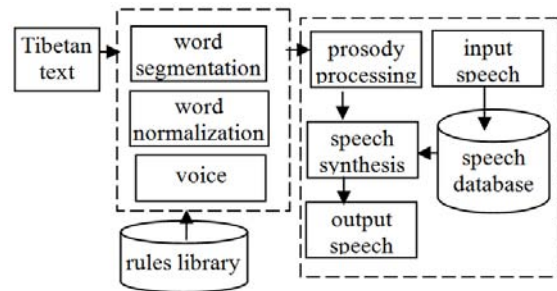 Tibetan
text
word
segmentation
word
normalization
voice
rules library
prosody
processing
input
speech
speech
synthesis
speech
database
output
speech